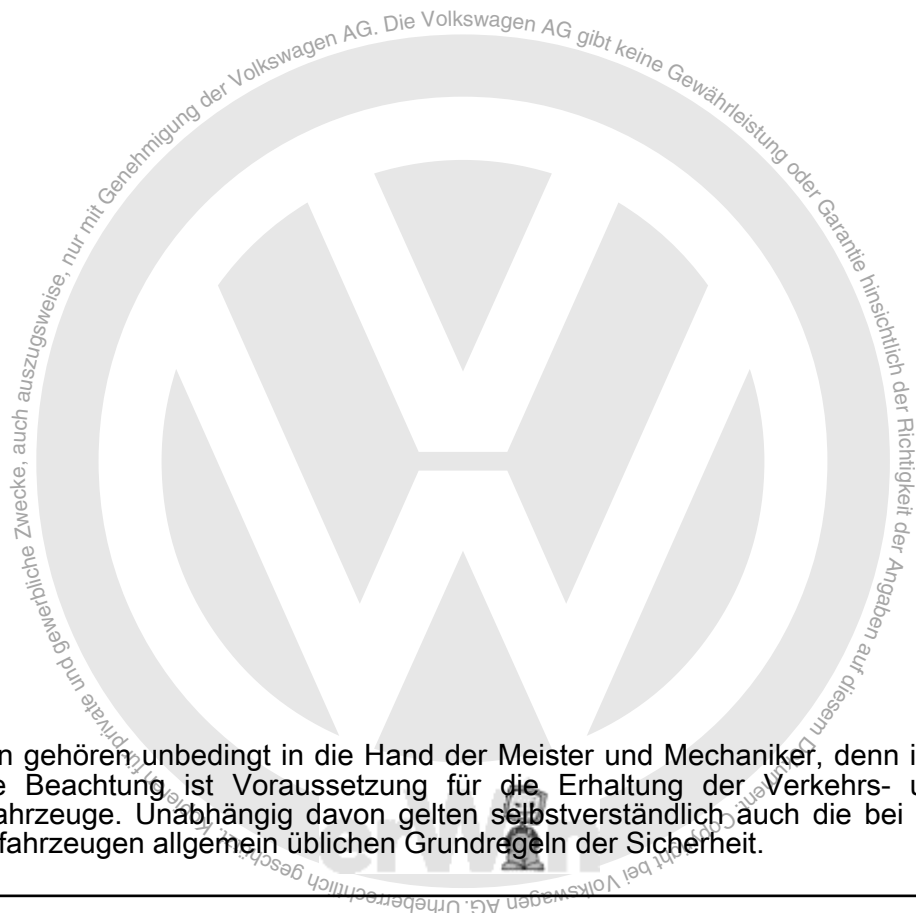 n gehören unbedingt in die Hand der Meister und Mechaniker, denn i
e Beachtung ist Voraussetzung für die Erhaltung der Verkehrs- u
ahrzeuge. Unabhängig davon gelten selbstverständlich auch die bei
fahrzeugen allgemein üblichen Grundregeln der Sicherheit.
für private und gewerbliche Zwecke, auch auszugsweise, nur mit Genehmigung der Volkswagen AG. Die Volkswagen AG gibt keine Gewährleistung oder Garantie hinsichtlich der Richtigkeit der Angaben auf diesem Dokument. Copyright bei Volkswagen AG.
Urheberrechtlich geschützt.
erWin